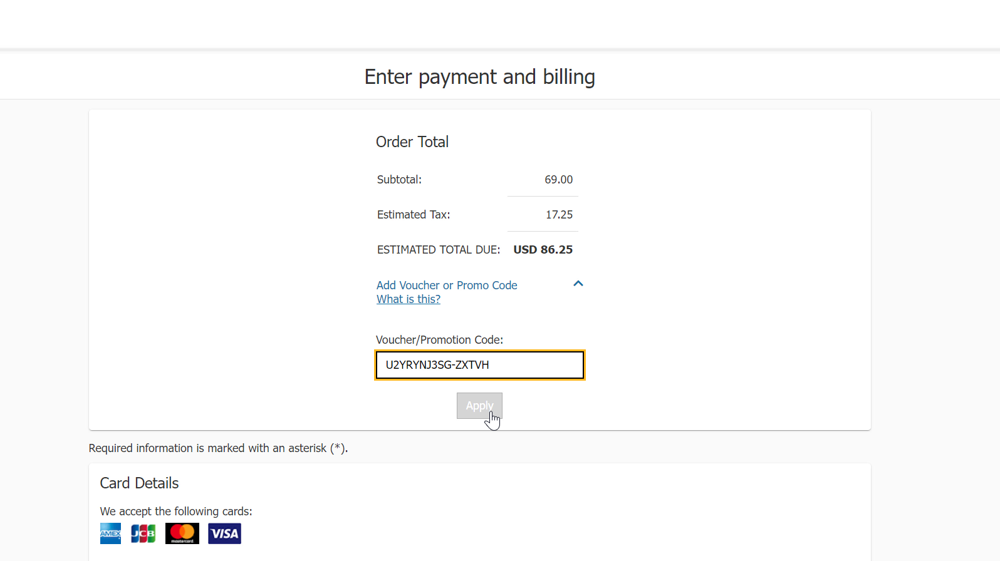 Enter payment and billing
Order Total
Subtotal: 69.00
Estimated Tax: 17.25
ESTIMATED TOTAL DUE: USD 86.25
Add Voucher or Promo Code
What is this?
Voucher/Promotion Code:
U2YRYNJ3SG-ZXTVH
Apply
Required information is marked with an asterisk (*).
Card Details
We accept the following cards:
AMEX JCB mastercard VISA